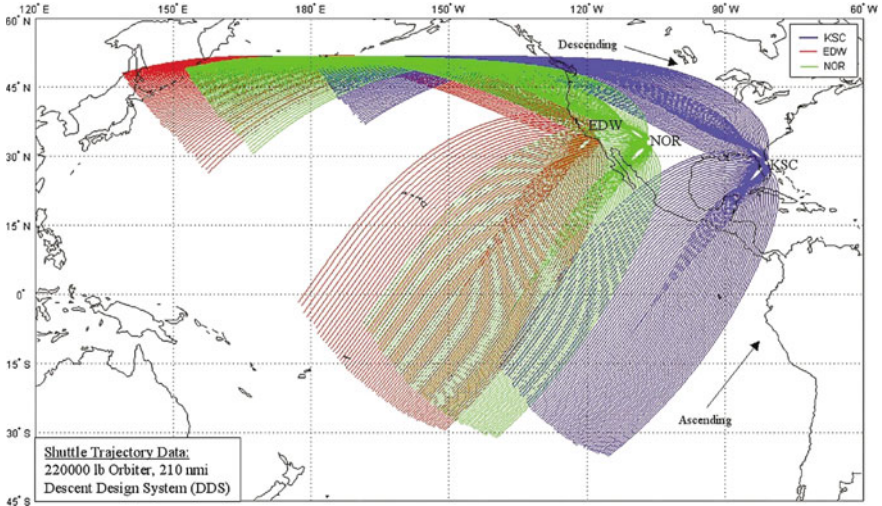 120° E 150° E 180° W 150° W 120° W 90° W 60° W
60° N
45° N
30° N
15° N
0°
15° S
30° S
45° S
Descending
KSC
EDW
NOR
EDW
NOR
KSC
Ascending
Shuttle Trajectory Data:
220000 lb Orbiter, 210 nmi
Descent Design System (DDS)